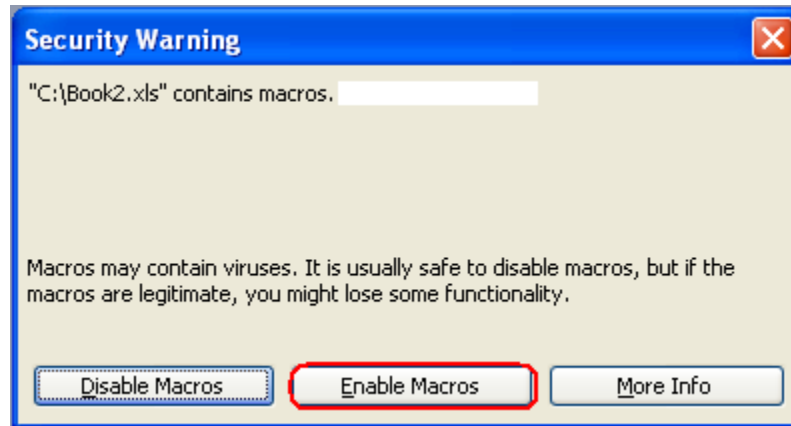 Security Warning
"C:\Book2.xls" contains macros.
Macros may contain viruses. It is usually safe to disable macros, but if the
macros are legitimate, you might lose some functionality.
Disable Macros Enable Macros More Info